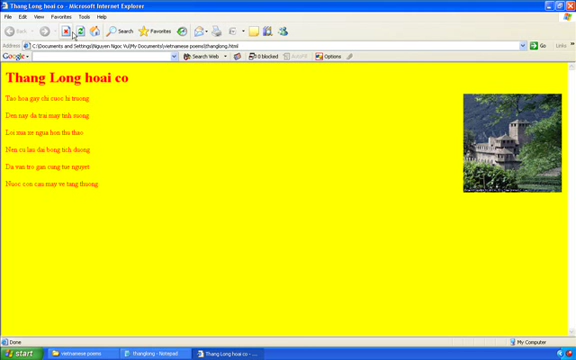 Thang Long hoai co - Microsoft Internet Explorer
File Edit View Favorites Tools Help
Back Search Favorites
Address C:\Documents and Settings\Nguyen Ngoc Vu\My Documents\vietnamese poems\thanglong.html Go Links
Google Search Web 0 blocked Options
Thang Long hoai co
Tao hoa gay chi cuoc hi truong
Den nay da trai may tinh suong
Loi xua xe ngua hon thu thao
Nen cu lau dai bong tich duong
Da van tro gan cung tue nguyet
Nuoc con cau may voi tang thuong
Done My Computer
start vietnamese poems thanglong - Notepad Thang Long hoai co - ...